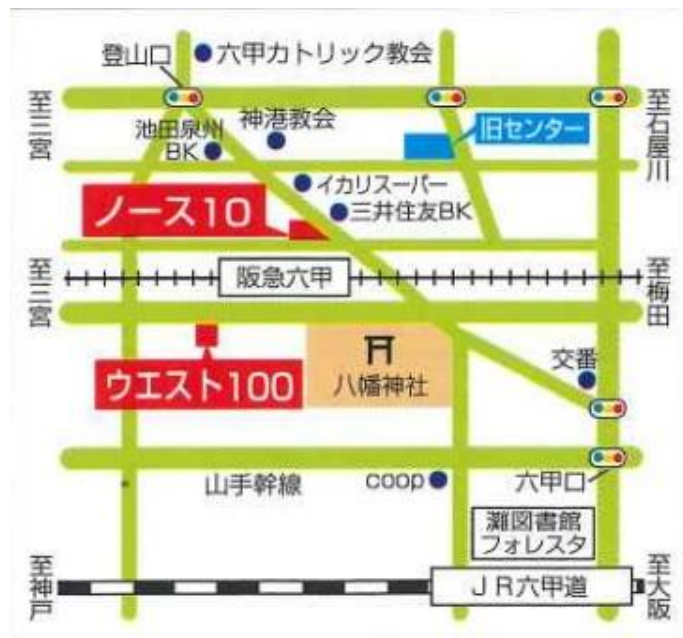 登山口
六甲カトリック教会
至三宮
至石屋川
池田泉州
BK
神港教会
旧センター
イカリスーパー
三井住友BK
ノース10
至三宮
阪急六甲
至梅田
ウエスト100
八幡神社
交番
山手幹線
coop
六甲口
灘図書館
フォレスタ
至神戸
JR六甲道
至大阪